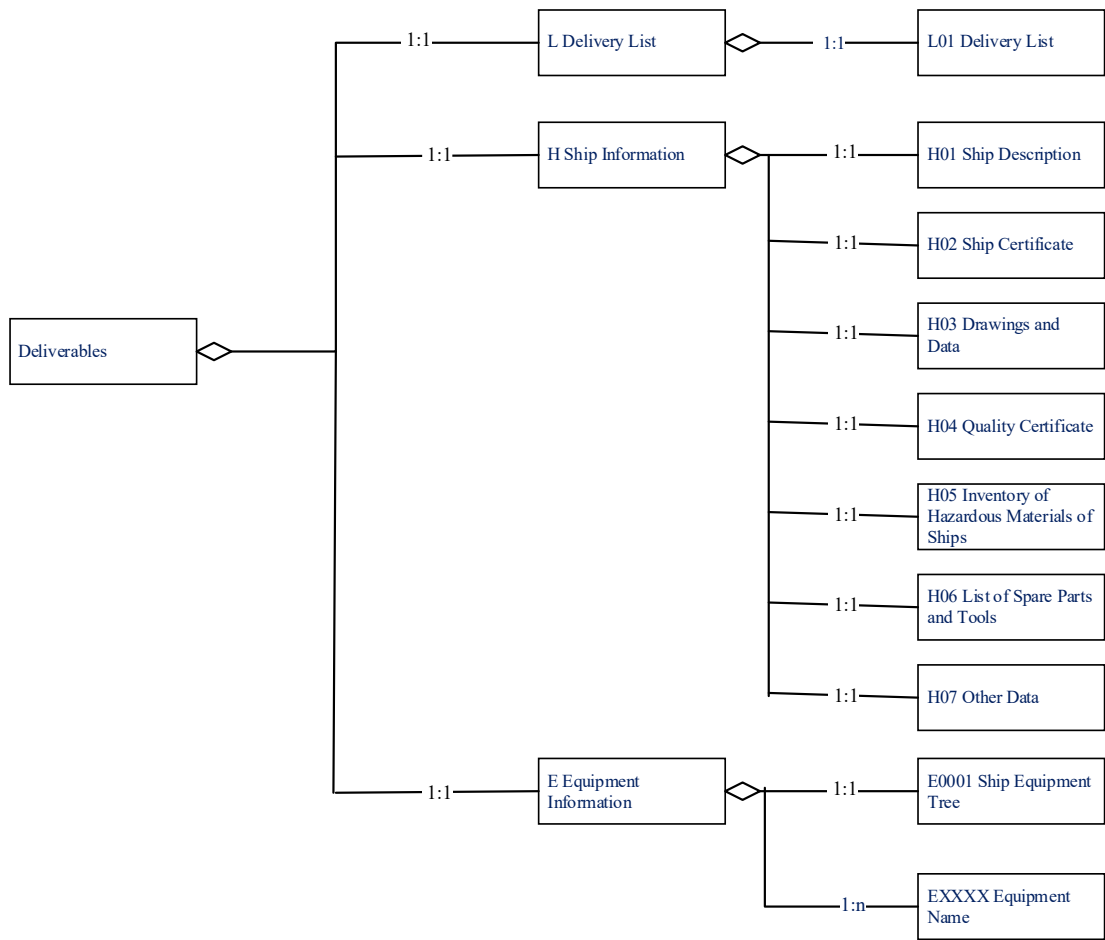 1:1
L Delivery List
1:1
L01 Delivery List
1:1
H Ship Information
1:1
H01 Ship Description
1:1
H02 Ship Certificate
1:1
H03 Drawings and
Data
Deliverables
1:1
H04 Quality Certificate
1:1
H05 Inventory of
Hazardous Materials of
Ships
1:1
H06 List of Spare Parts
and Tools
1:1
H07 Other Data
1:1
E Equipment
Information
1:1
E0001 Ship Equipment
Tree
1:n
EXXXX Equipment
Name